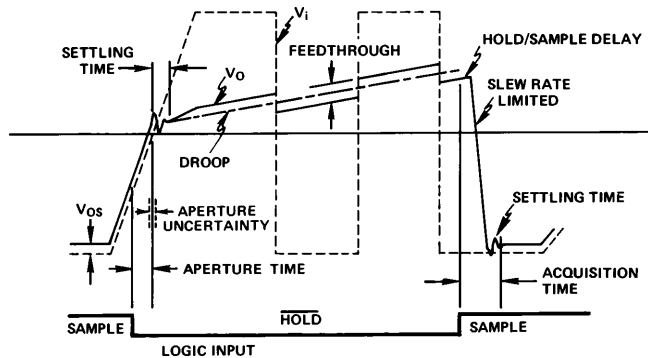 Vi
SETTLING
TIME
VO
FEEDTHROUGH
HOLD/SAMPLE DELAY
SLEW RATE
LIMITED
DROOP
SETTLING TIME
VOS
APERTURE
UNCERTAINTY
APERTURE TIME
ACQUISITION
TIME
SAMPLE
HOLD
SAMPLE
LOGIC INPUT